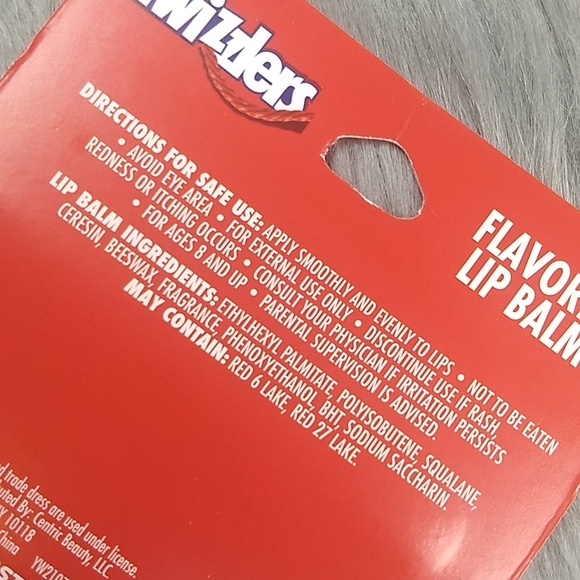 Twizzlers
FLAVOR
LIP BALM
DIRECTIONS FOR SAFE USE: APPLY SMOOTHLY AND EVENLY TO LIPS • NOT TO BE EATEN
• AVOID EYE AREA • FOR EXTERNAL USE ONLY • DISCONTINUE USE IF RASH,
REDNESS OR ITCHING OCCURS • CONSULT YOUR PHYSICIAN IF IRRITATION PERSISTS
• FOR AGES 8 AND UP • PARENTAL SUPERVISION IS ADVISED.
LIP BALM INGREDIENTS: ETHYLHEXYL PALMITATE, POLYISOBUTENE, SQUALANE,
CERESIN, BEESWAX, FRAGRANCE, PHENOXYETHANOL, BHT, SODIUM SACCHARIN.
MAY CONTAIN: RED 6 LAKE, RED 27 LAKE.
trade dress are used under license.
uted By: Centric Beauty, LLC.
Y 10118
China